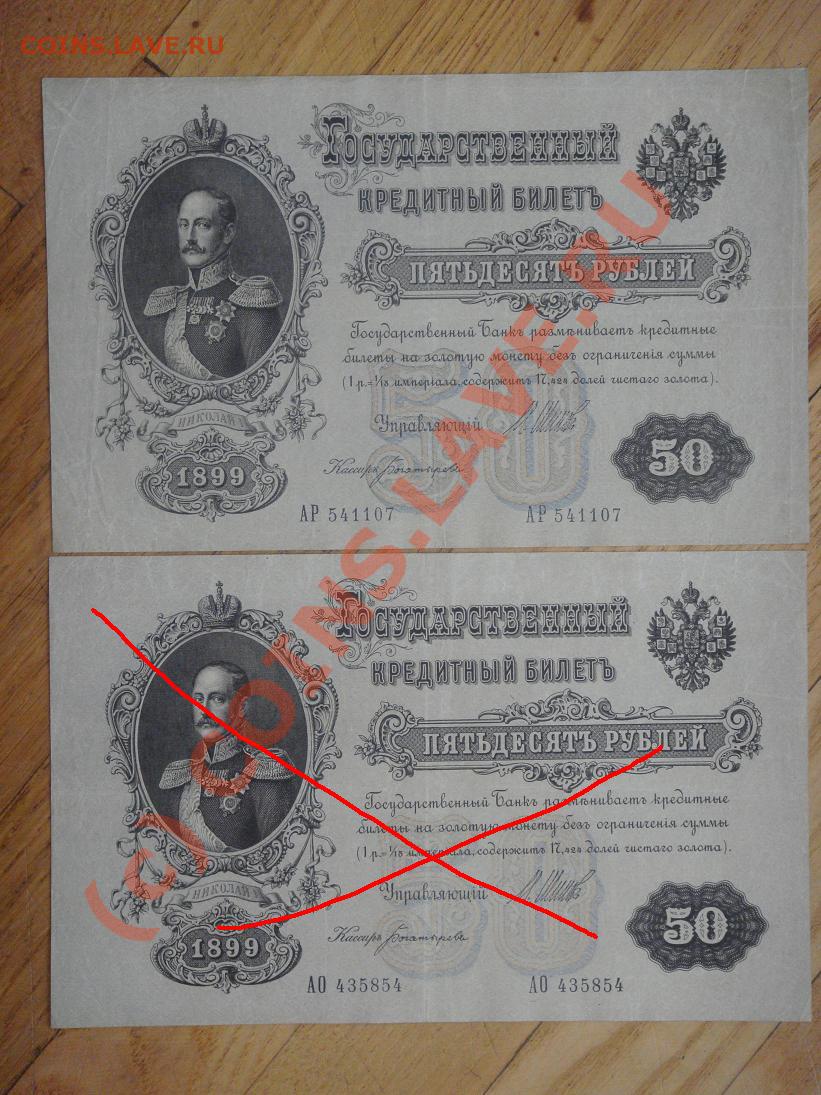 COINS.LAVE.RU
Государственный
кредитный билетъ
пятьдесятъ рублей
Государственный Банкъ размѣниваетъ кредитные
билеты на золотую монету безъ ограниченія суммы
(1 р.=1/15 имперіала, содержитъ 17,424 долей чистаго золота).
Управляющій
НИКОЛАЙ I
1899
50
Кассиръ Богатыревъ
АР 541107 АР 541107
Государственный
кредитный билетъ
пятьдесятъ рублей
Государственный Банкъ размѣниваетъ кредитные
билеты на золотую монету безъ ограниченія суммы
(1 р.=1/15 имперіала, содержитъ 17,424 долей чистаго золота).
Управляющій
НИКОЛАЙ I
1899
50
Кассиръ Богатыревъ
АО 435854 АО 435854
(c) COINS.LAVE.RU